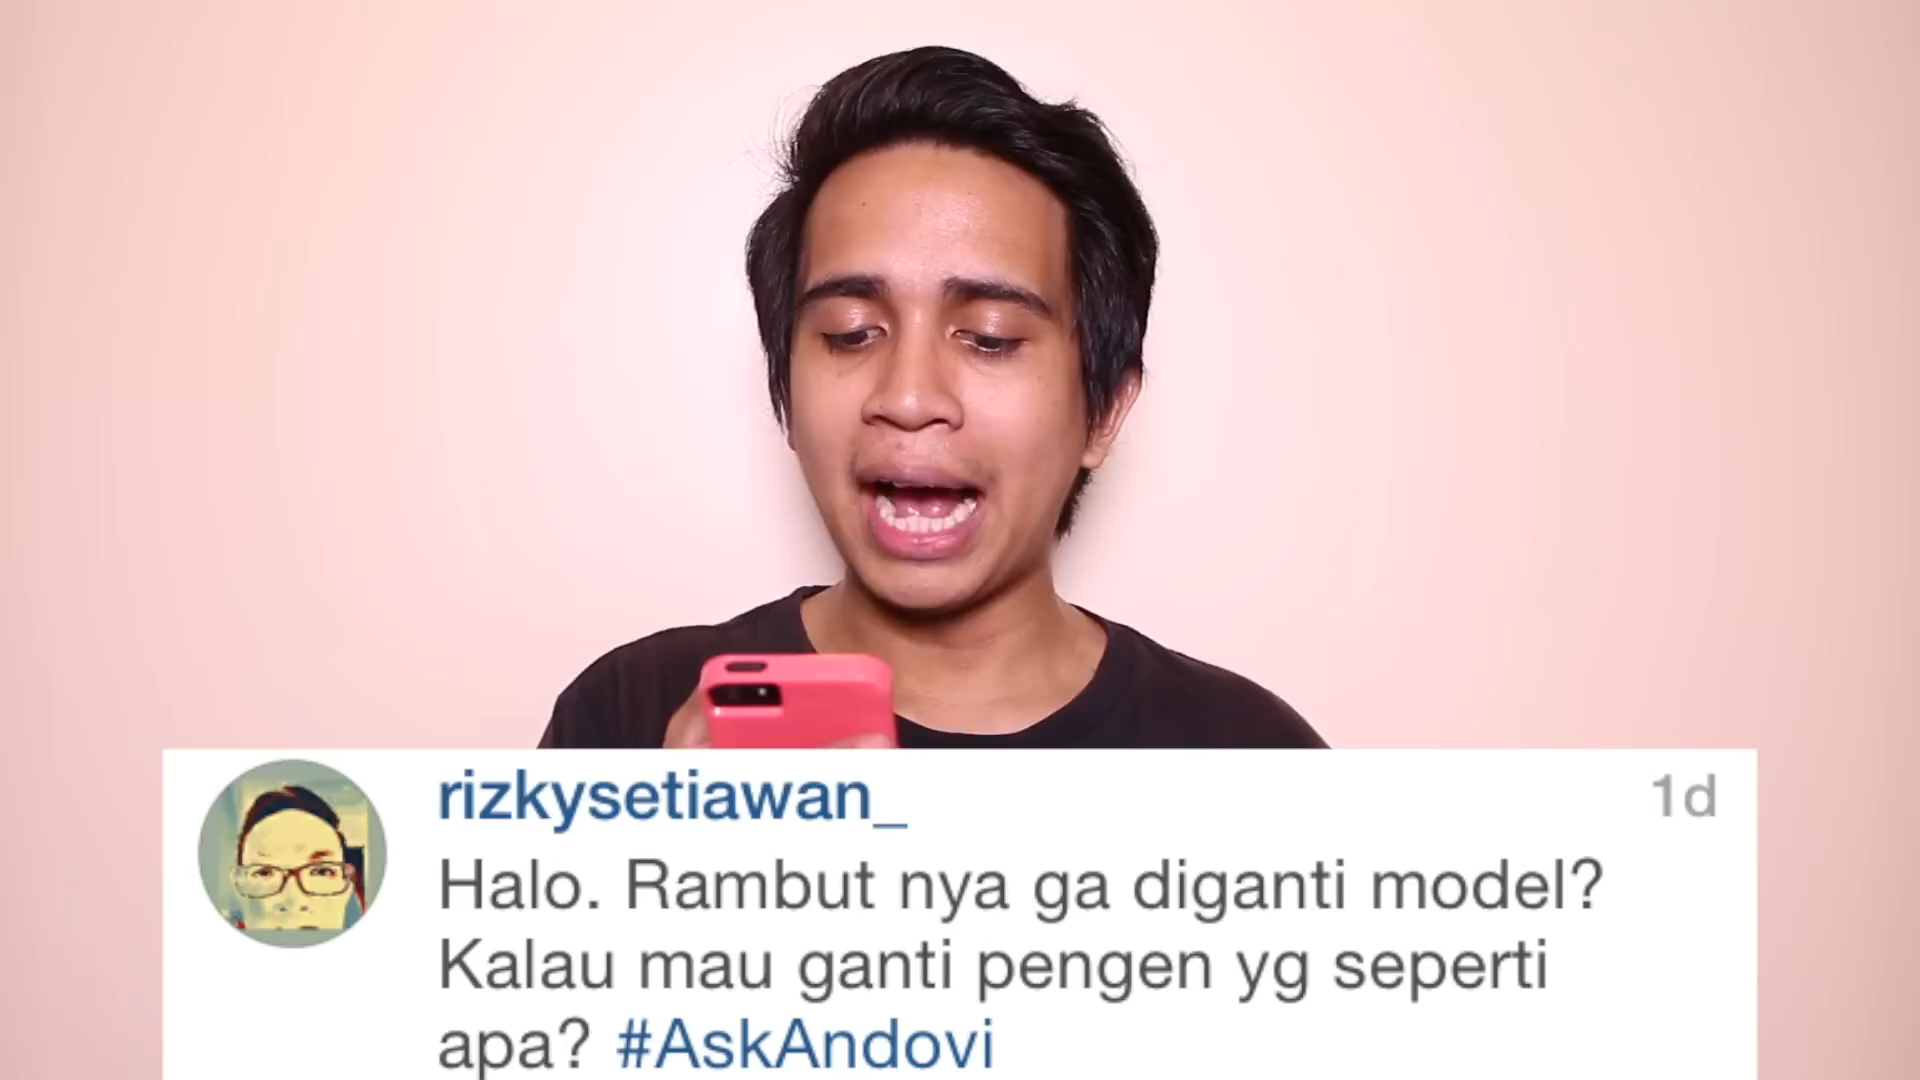 rizkysetiawan_
1d
Halo. Rambut nya ga diganti model?
Kalau mau ganti pengen yg seperti
apa? #AskAndovi